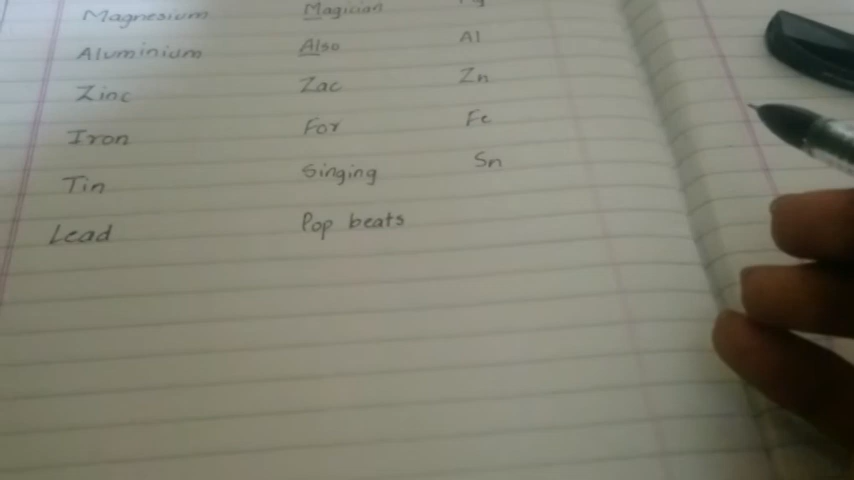 Magnesium Magician
Aluminium Also Al
Zinc Zac Zn
Iron For Fe
Tin Singing Sn
Lead Pop beats